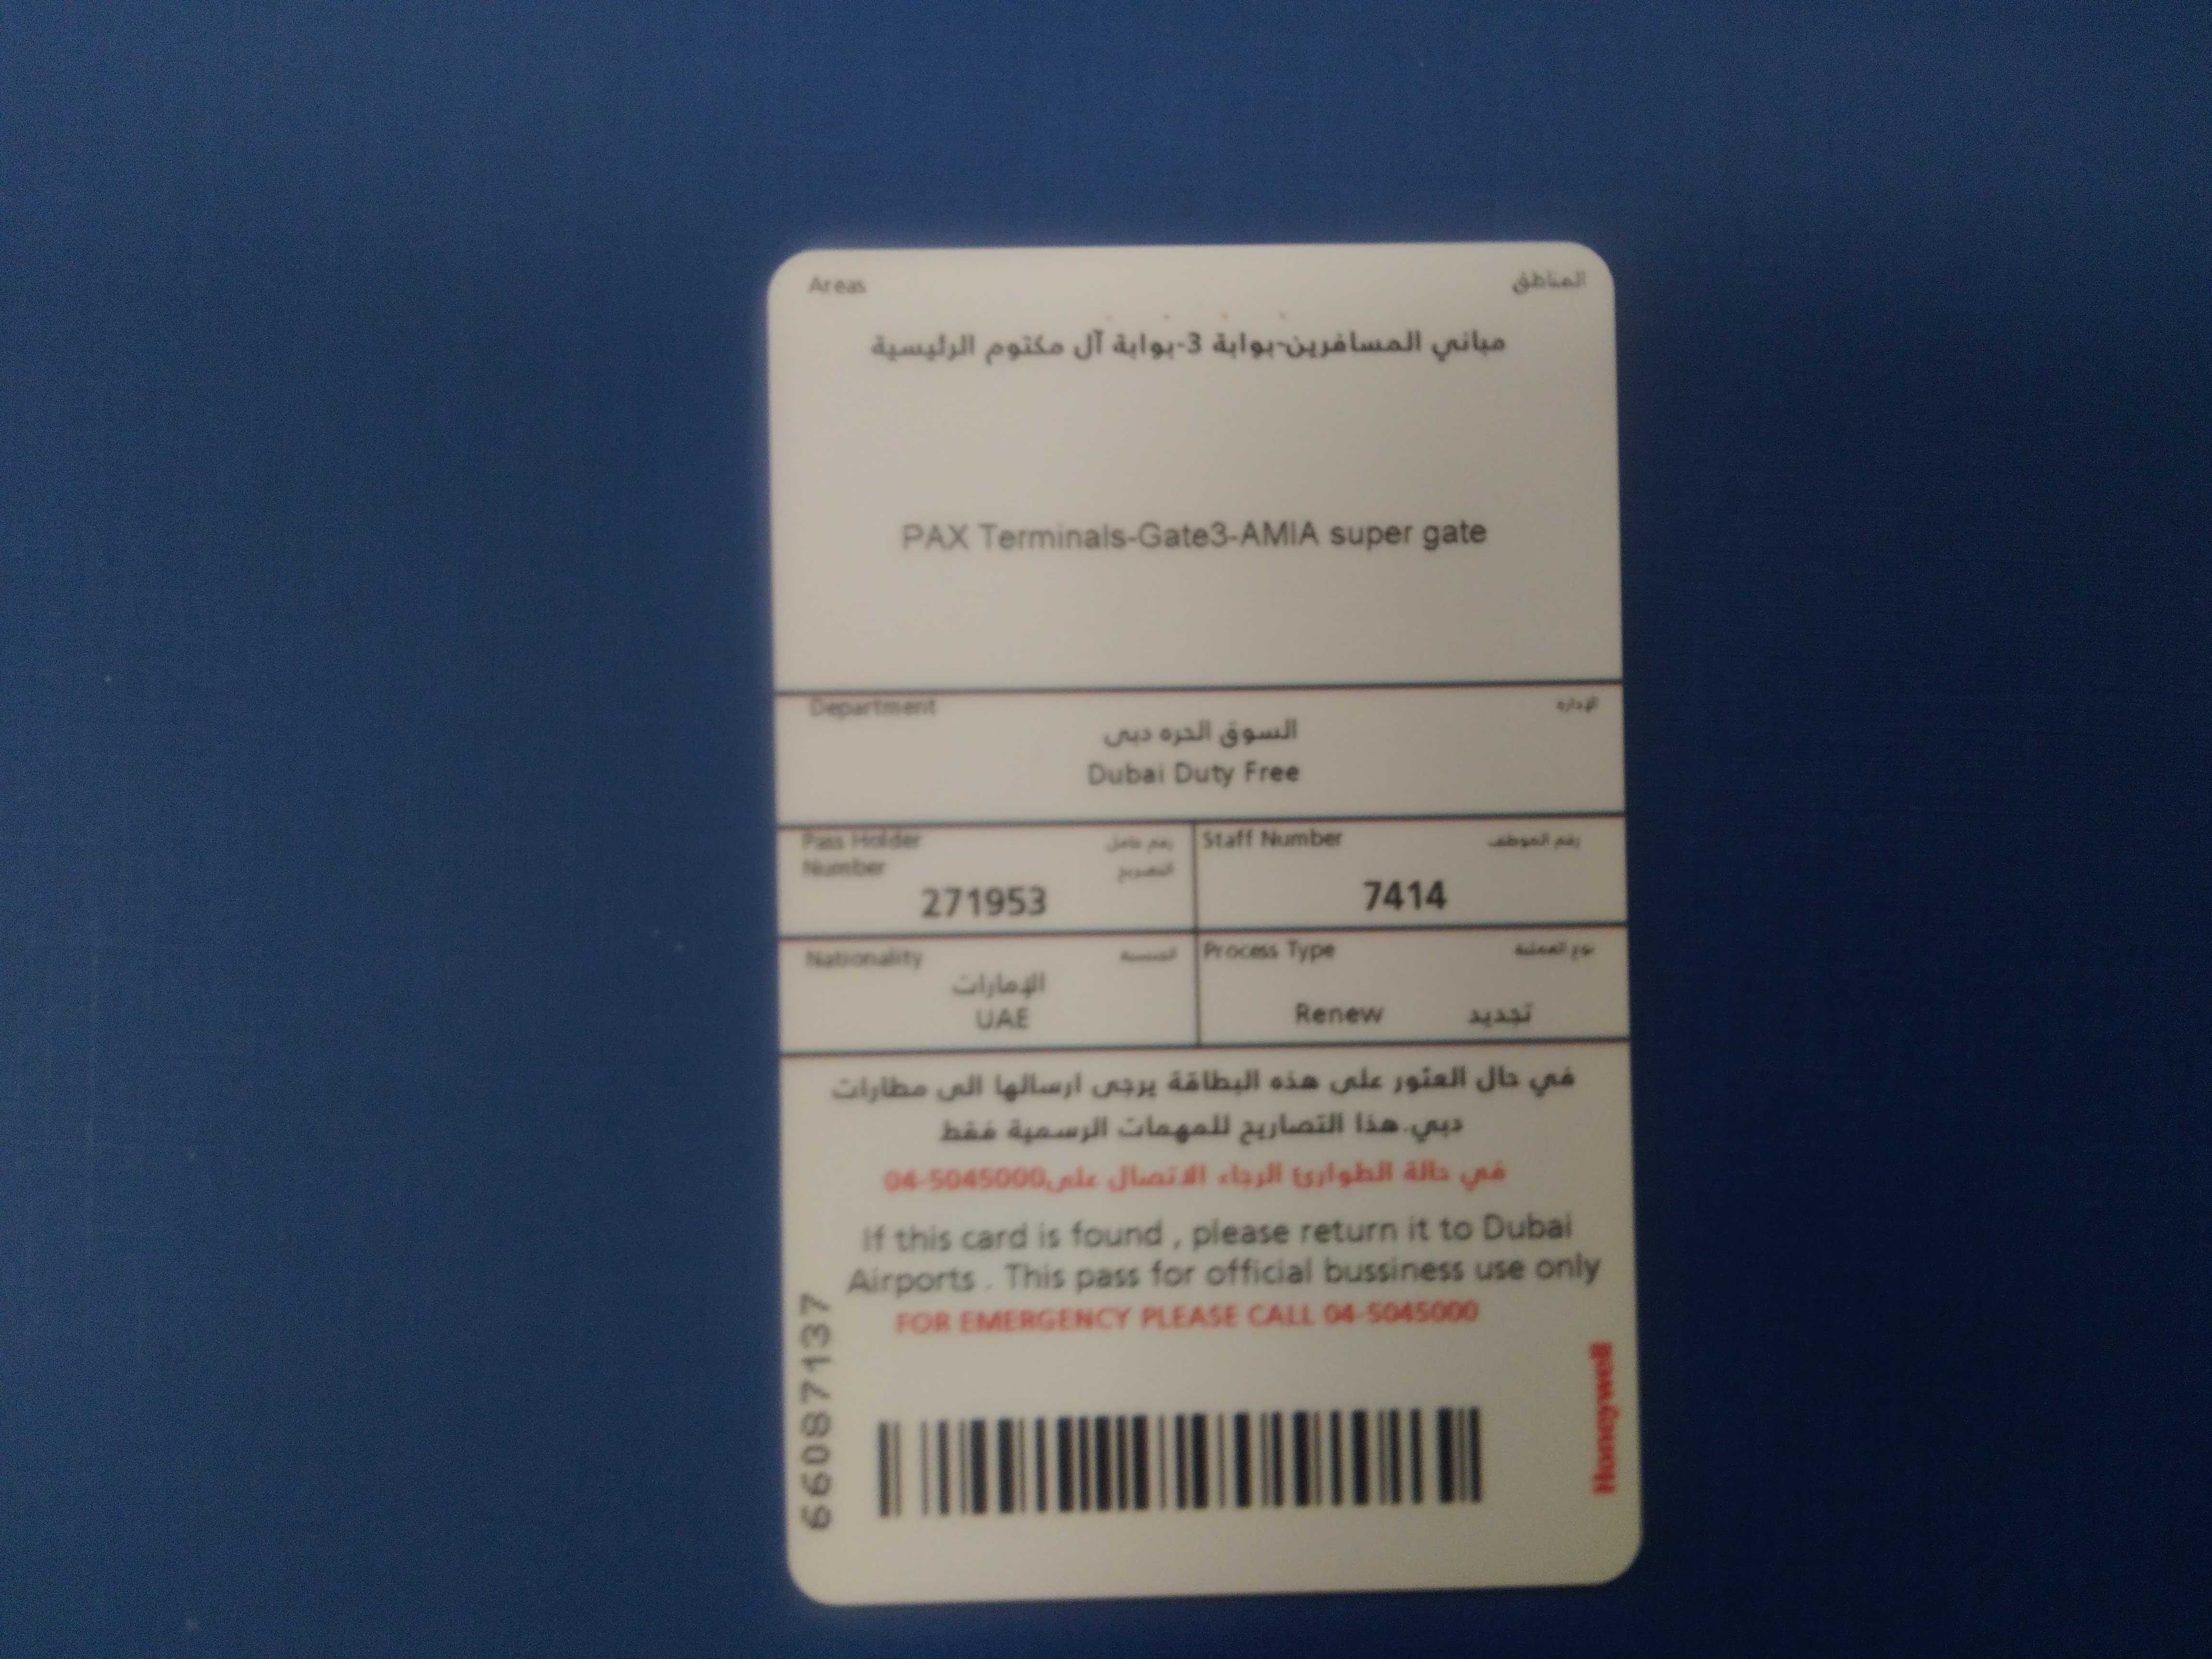 Areas المناطق
مباني المسافرين-بوابة 3-بوابة آل مكتوم الرئيسية
PAX Terminals-Gate3-AMIA super gate
Department الإدارة
السوق الحره دبى
Dubai Duty Free
Pass Holder رقم حامل
Number التصريح
271953
Staff Number رقم الموظف
7414
Nationality الجنسية
الإمارات
UAE
Process Type نوع العملية
Renew تجديد
في حال العثور على هذه البطاقة يرجى ارسالها الى مطارات
دبي.هذا التصاريح للمهمات الرسمية فقط
في حالة الطوارئ الرجاء الاتصال على04-5045000
If this card is found , please return it to Dubai
Airports . This pass for official bussiness use only
FOR EMERGENCY PLEASE CALL 04-5045000
66087137
Honeywell